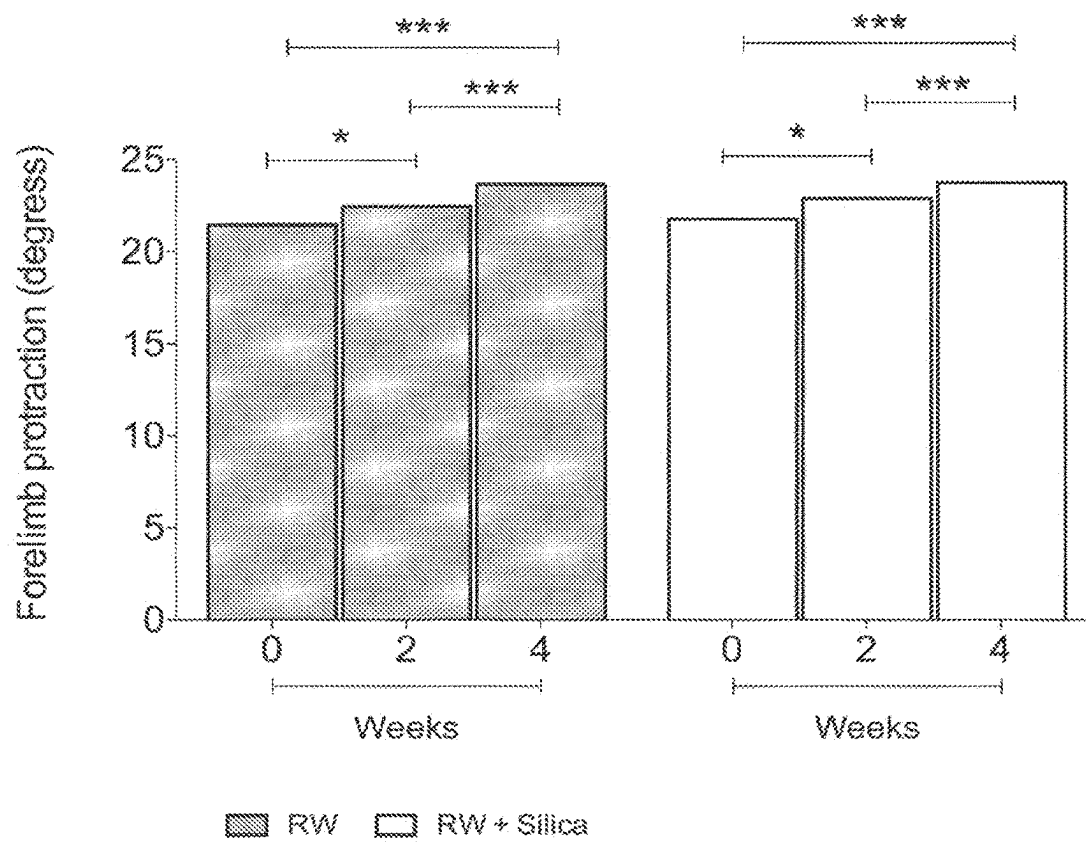 *** ***
*** ***
* *
Forelimb protraction (degress)
25
20
15
10
5
0
0 2 4 0 2 4
Weeks Weeks
RW RW + Silica